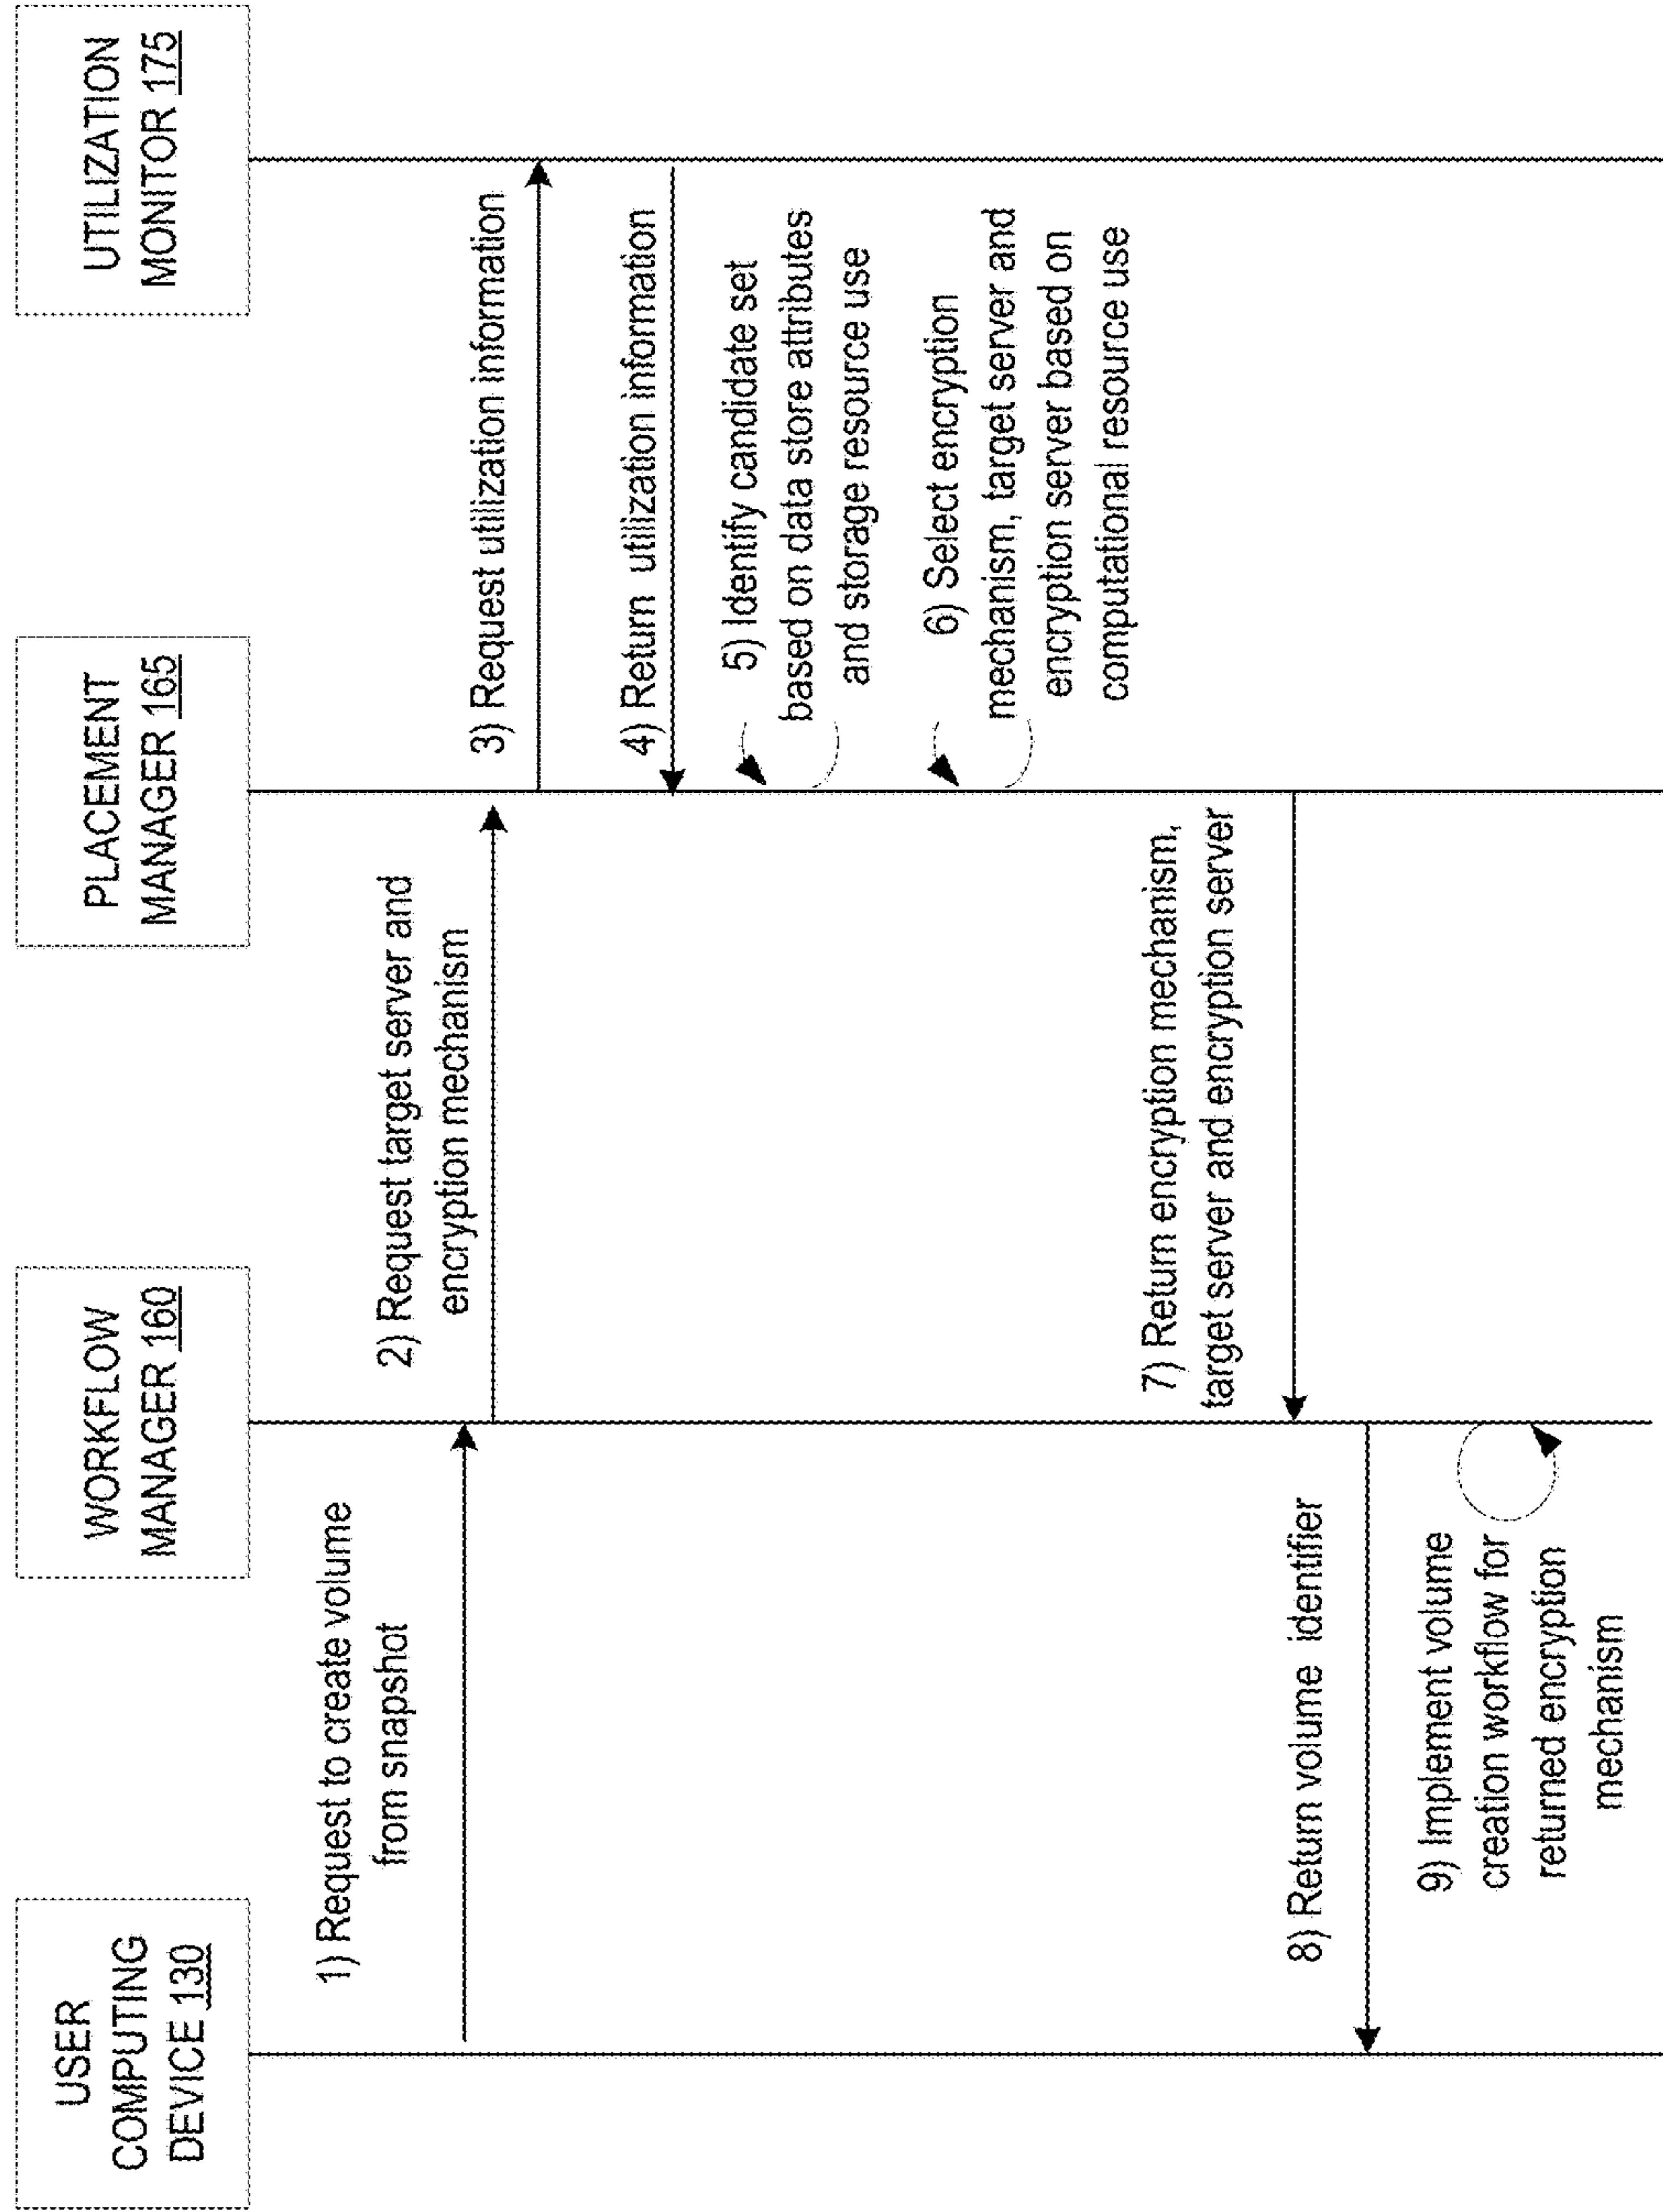 USER
COMPUTING
DEVICE 130
WORKFLOW
MANAGER 160
PLACEMENT
MANAGER 165
UTILIZATION
MONITOR 175
1) Request to create volume
from snapshot
2) Request target server and
encryption mechanism
3) Request utilization information
4) Return utilization information
5) Identify candidate set
based on data store attributes
and storage resource use
6) Select encryption
mechanism, target server and
encryption server based on
computational resource use
7) Return encryption mechanism,
target server and encryption server
8) Return volume identifier
9) Implement volume
creation workflow for
returned encryption
mechanism